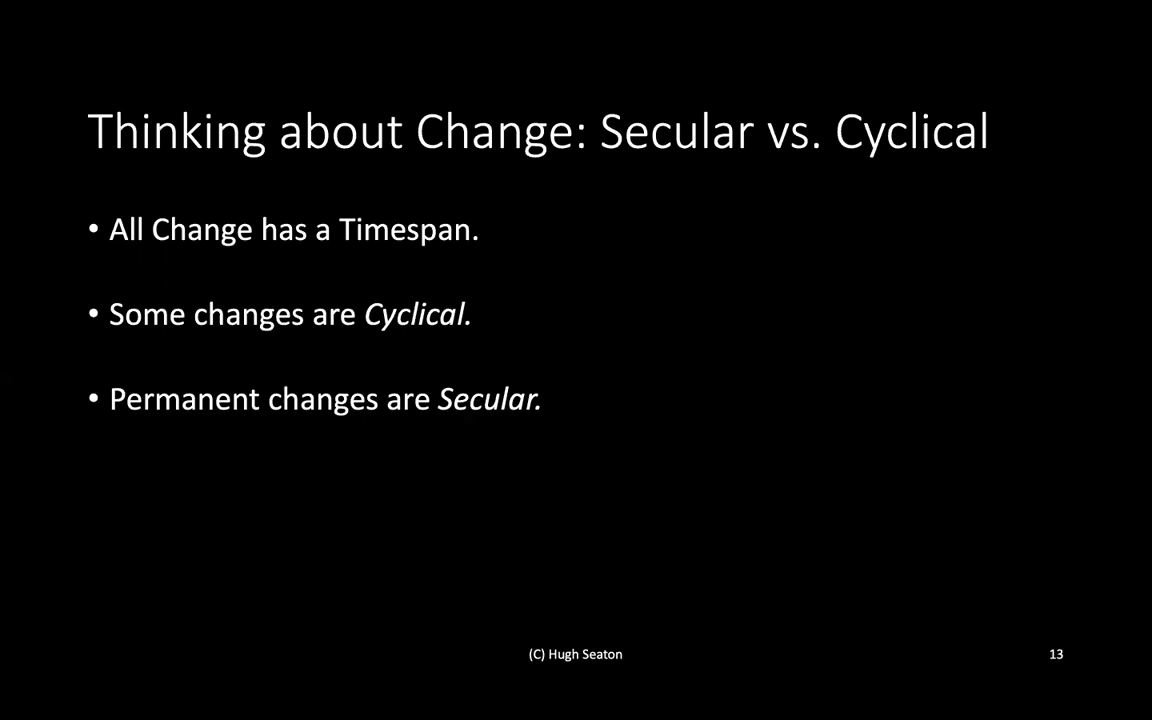 Thinking about Change: Secular vs. Cyclical
• All Change has a Timespan.
• Some changes are Cyclical.
• Permanent changes are Secular.
(C) Hugh Seaton
13